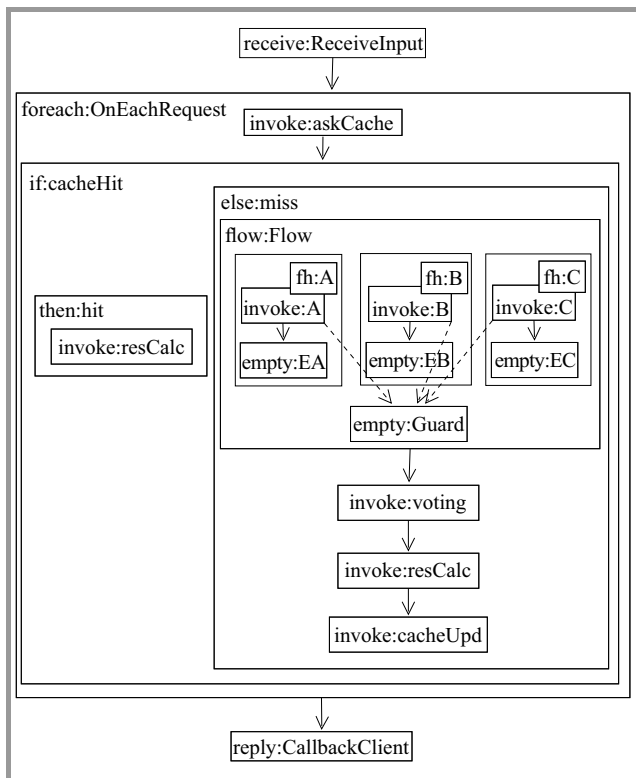 receive:ReceiveInput
foreach:OnEachRequest
invoke:askCache
if:cacheHit
then:hit
invoke:resCalc
else:miss
flow:Flow
fh:A
invoke:A
empty:EA
fh:B
invoke:B
empty:EB
fh:C
invoke:C
empty:EC
empty:Guard
invoke:voting
invoke:resCalc
invoke:cacheUpd
reply:CallbackClient